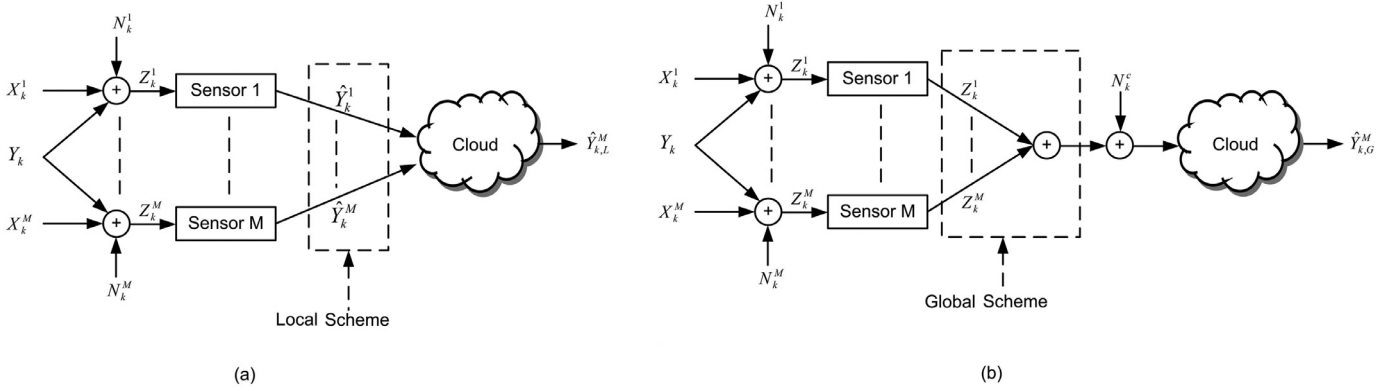 N_k^1
X_k^1
+
Z_k^1
Sensor 1
Ŷ_k^1
Y_k
Cloud
Ŷ_{k,L}^M
X_k^M
+
Z_k^M
Sensor M
Ŷ_k^M
N_k^M
Local Scheme
(a)
N_k^1
X_k^1
+
Z_k^1
Sensor 1
Z_k^1
N_k^c
Y_k
+
+
Cloud
Ŷ_{k,G}^M
X_k^M
+
Z_k^M
Sensor M
Z_k^M
N_k^M
Global Scheme
(b)